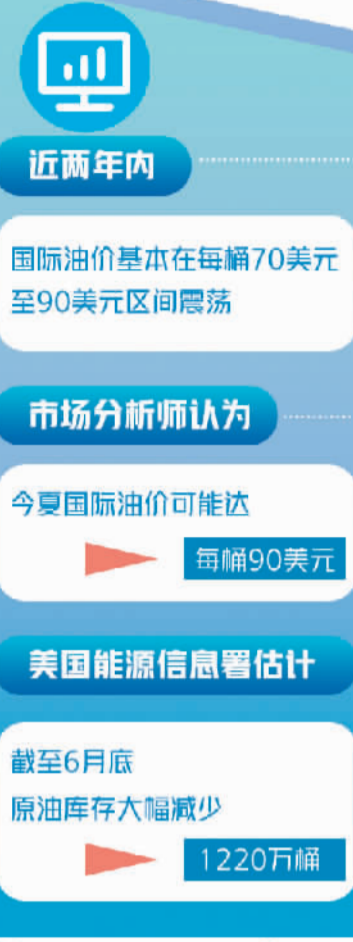 近两年内
国际油价基本在每桶70美元
至90美元区间震荡
市场分析师认为
今夏国际油价可能达
每桶90美元
美国能源信息署估计
截至6月底
原油库存大幅减少
1220万桶